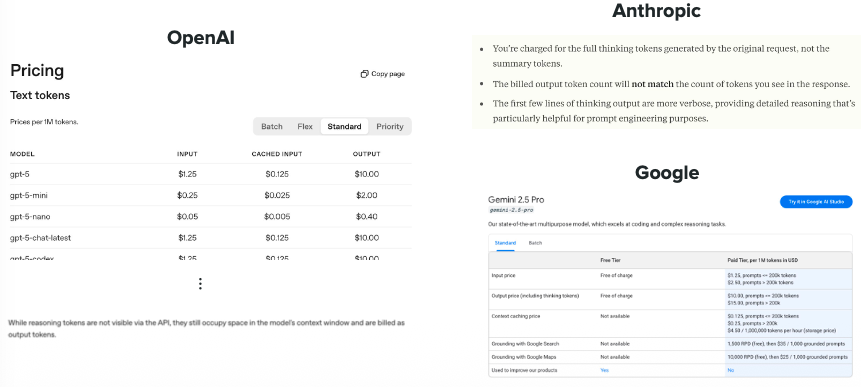 OpenAI
Pricing
Copy page
Text tokens
Prices per 1M tokens.
Batch Flex Standard Priority
MODEL INPUT CACHED INPUT OUTPUT
gpt-5 $1.25 $0.125 $10.00
gpt-5-mini $0.25 $0.025 $2.00
gpt-5-nano $0.05 $0.005 $0.40
gpt-5-chat-latest $1.25 $0.125 $10.00
gpt-5-codex $1.25 $0.125 $10.00
While reasoning tokens are not visible via the API, they still occupy space in the model's context window and are billed as
output tokens.
Anthropic
• You're charged for the full thinking tokens generated by the original request, not the
summary tokens.
• The billed output token count will not match the count of tokens you see in the response.
• The first few lines of thinking output are more verbose, providing detailed reasoning that's
particularly helpful for prompt engineering purposes.
Google
Gemini 2.5 Pro
Try it in Google AI Studio
gemini-2.5-pro
Our state-of-the-art multipurpose model, which excels at coding and complex reasoning tasks.
Standard Batch
Free Tier Paid Tier, per 1M tokens in USD
Input price Free of charge $1.25, prompts <= 200k tokens
$2.50, prompts > 200k tokens
Output price (including thinking tokens) Free of charge $10.00, prompts <= 200k tokens
$15.00, prompts > 200k
Context caching price Not available $0.125, prompts <= 200k tokens
$0.25, prompts > 200k
$4.50 / 1,000,000 tokens per hour (storage price)
Grounding with Google Search Not available 1,500 RPD (free), then $35 / 1,000 grounded prompts
Grounding with Google Maps Not available 10,000 RPD (free), then $25 / 1,000 grounded prompts
Used to improve our products Yes No